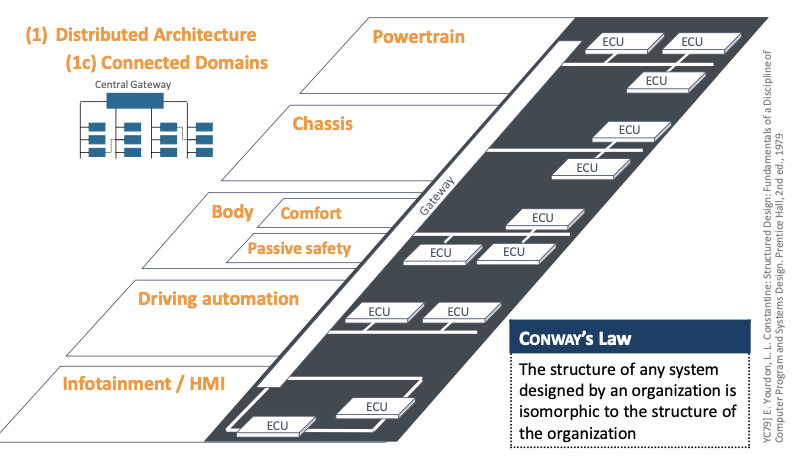 (1) Distributed Architecture
(1c) Connected Domains
Central Gateway
Powertrain
Chassis
Body
Comfort
Passive safety
Driving automation
Infotainment / HMI
Gateway
ECU
ECU
ECU
ECU
ECU
ECU
ECU
ECU
ECU
ECU
ECU
ECU
CONWAY's Law
The structure of any system
designed by an organization is
isomorphic to the structure of
the organization
YC79] E. Yourdon, L. L. Constantine: Structured Design: Fundamentals of a Discipline of
Computer Program and Systems Design. Prentice Hall, 2nd ed., 1979